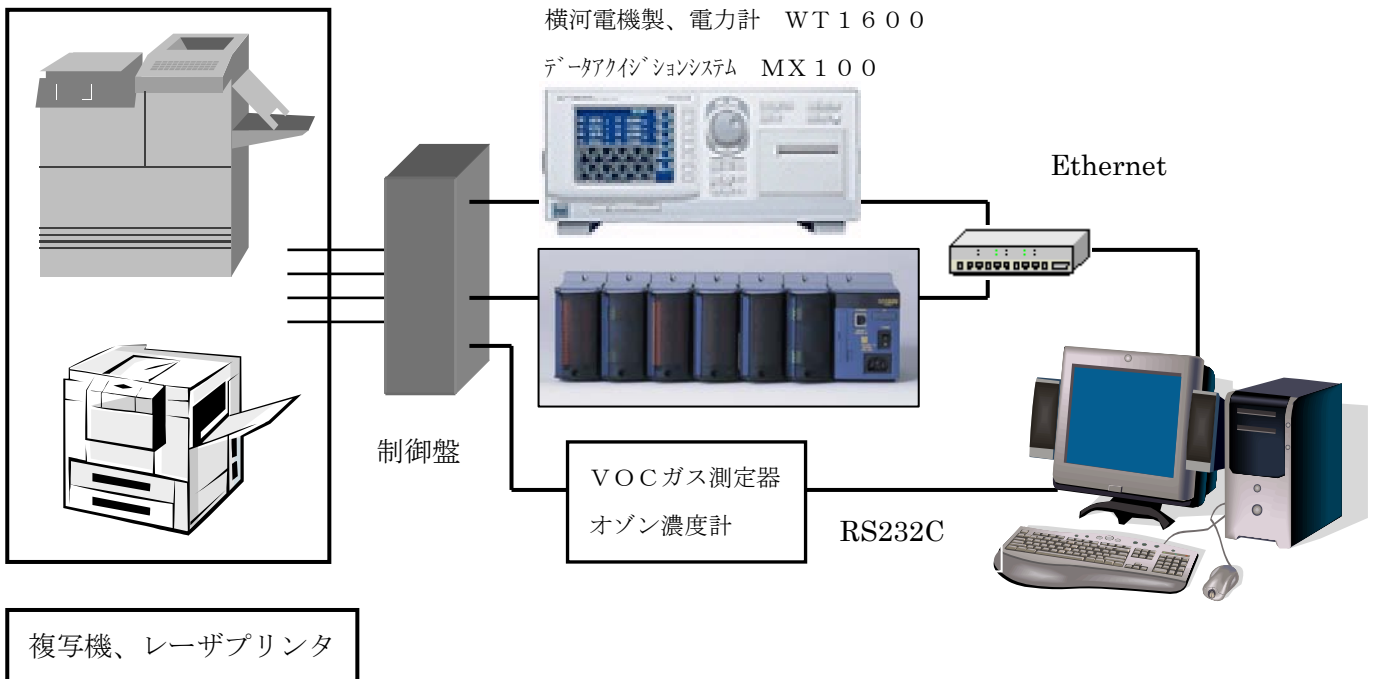 横河電機製、電力計　ＷＴ１６００
ﾃﾞｰﾀアクイｼﾞｼｮﾝｼｽﾃﾑ　ＭＸ１００
Ethernet
制御盤
ＶＯＣガス測定器
オゾン濃度計
RS232C
複写機、レーザプリンタ